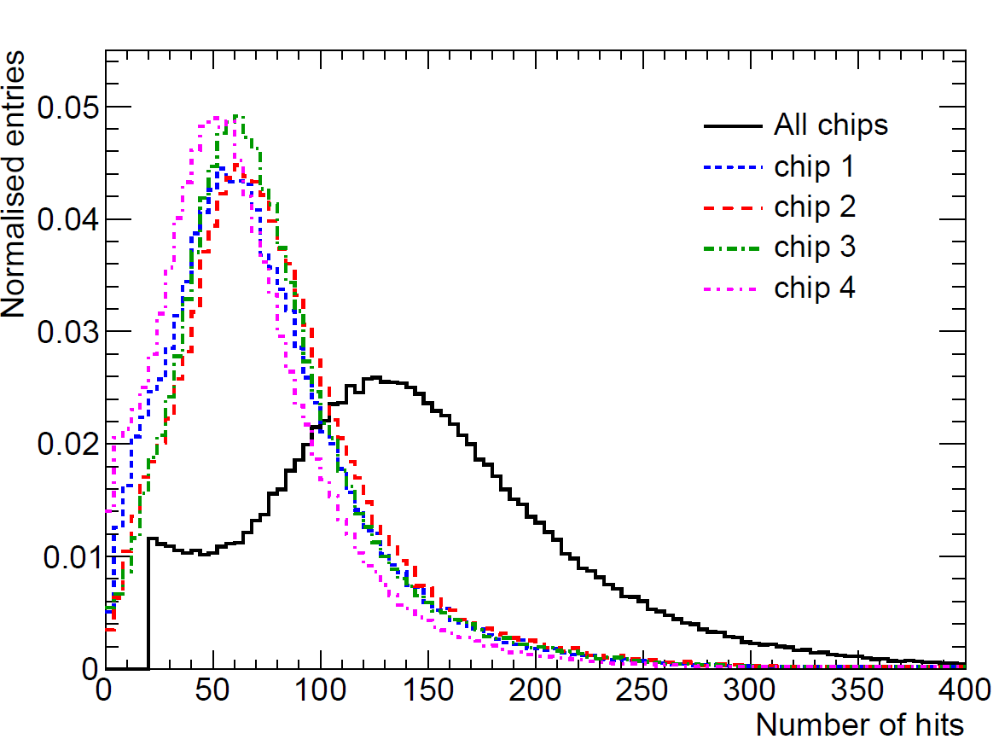 Normalised entries
0.05
0.04
0.03
0.02
0.01
0
All chips
chip 1
chip 2
chip 3
chip 4
0 50 100 150 200 250 300 350 400
Number of hits